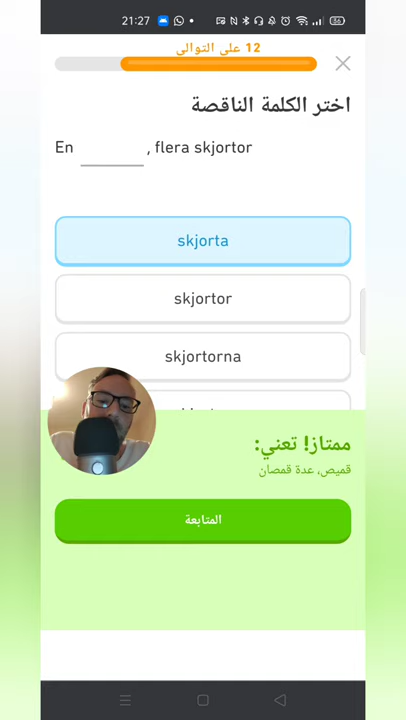 21:27
12 على التوالي
اختر الكلمة الناقصة
En ______, flera skjortor
skjorta
skjortor
skjortorna
ممتاز! تعني:
قميص، عدة قمصان
المتابعة